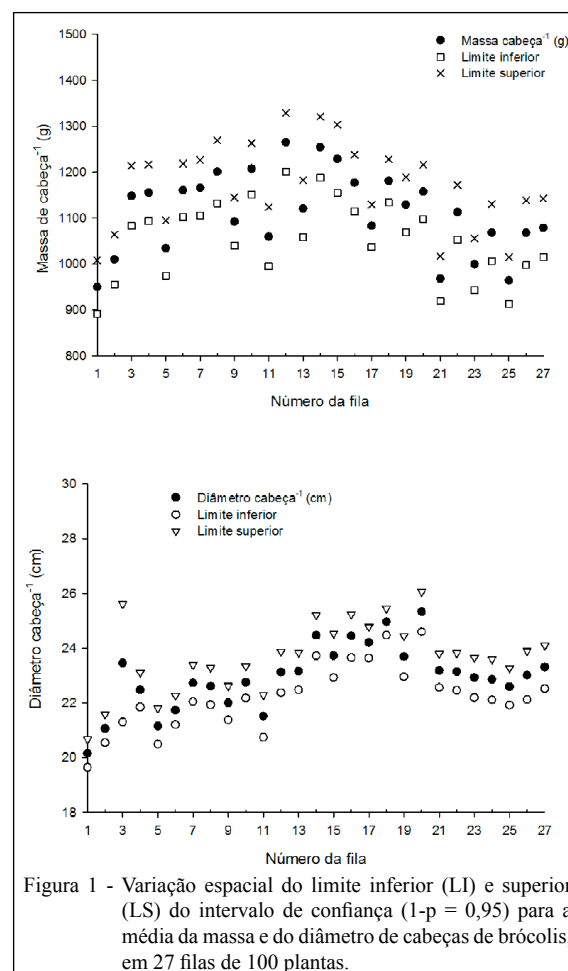 1500
1400
1300
1200
1100
1000
900
800
Massa de cabeça⁻¹ (g)
Massa cabeça⁻¹ (g)
Limite inferior
Limite superior
1 3 5 7 9 11 13 15 17 19 21 23 25 27
Número da fila
30
28
26
24
22
20
18
Diâmetro cabeça⁻¹ (cm)
Diâmetro cabeça⁻¹ (cm)
Limite inferior
Limite superior
1 3 5 7 9 11 13 15 17 19 21 23 25 27
Número da fila
Figura 1 - Variação espacial do limite inferior (LI) e superior
(LS) do intervalo de confiança (1-p = 0,95) para a
média da massa e do diâmetro de cabeças de brócolis,
em 27 filas de 100 plantas.